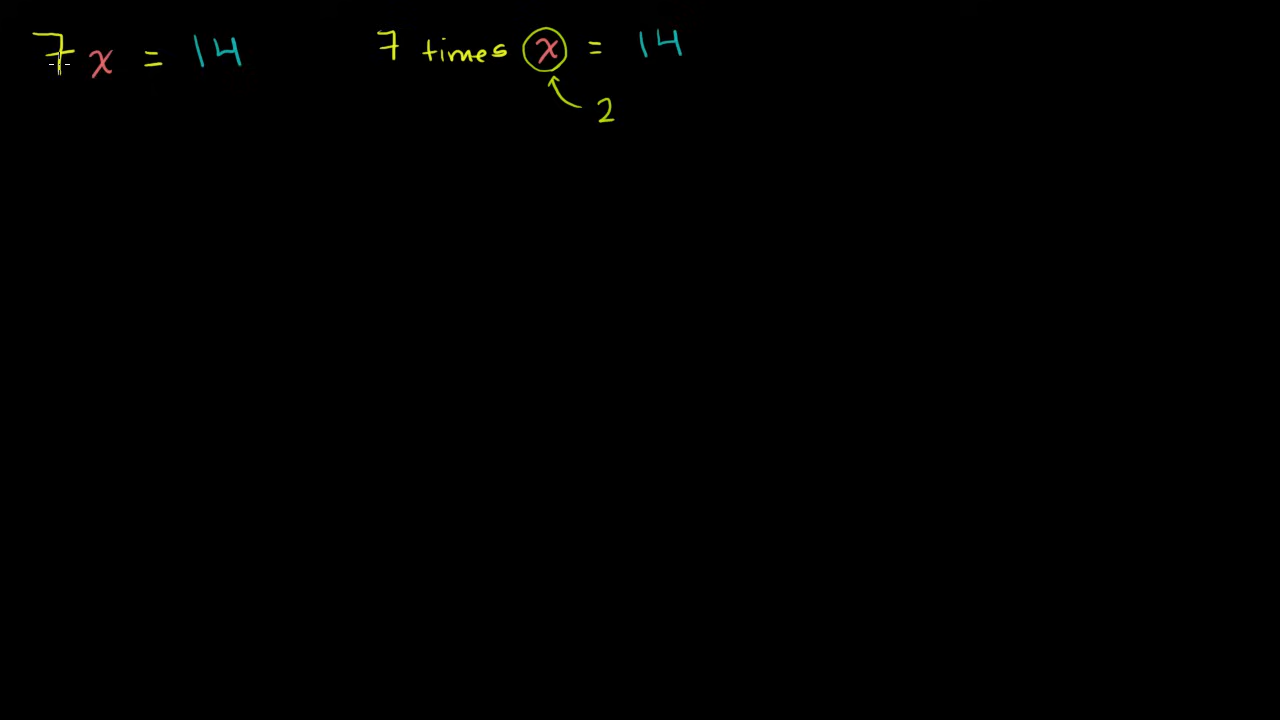 7x = 14
7 times x = 14
2